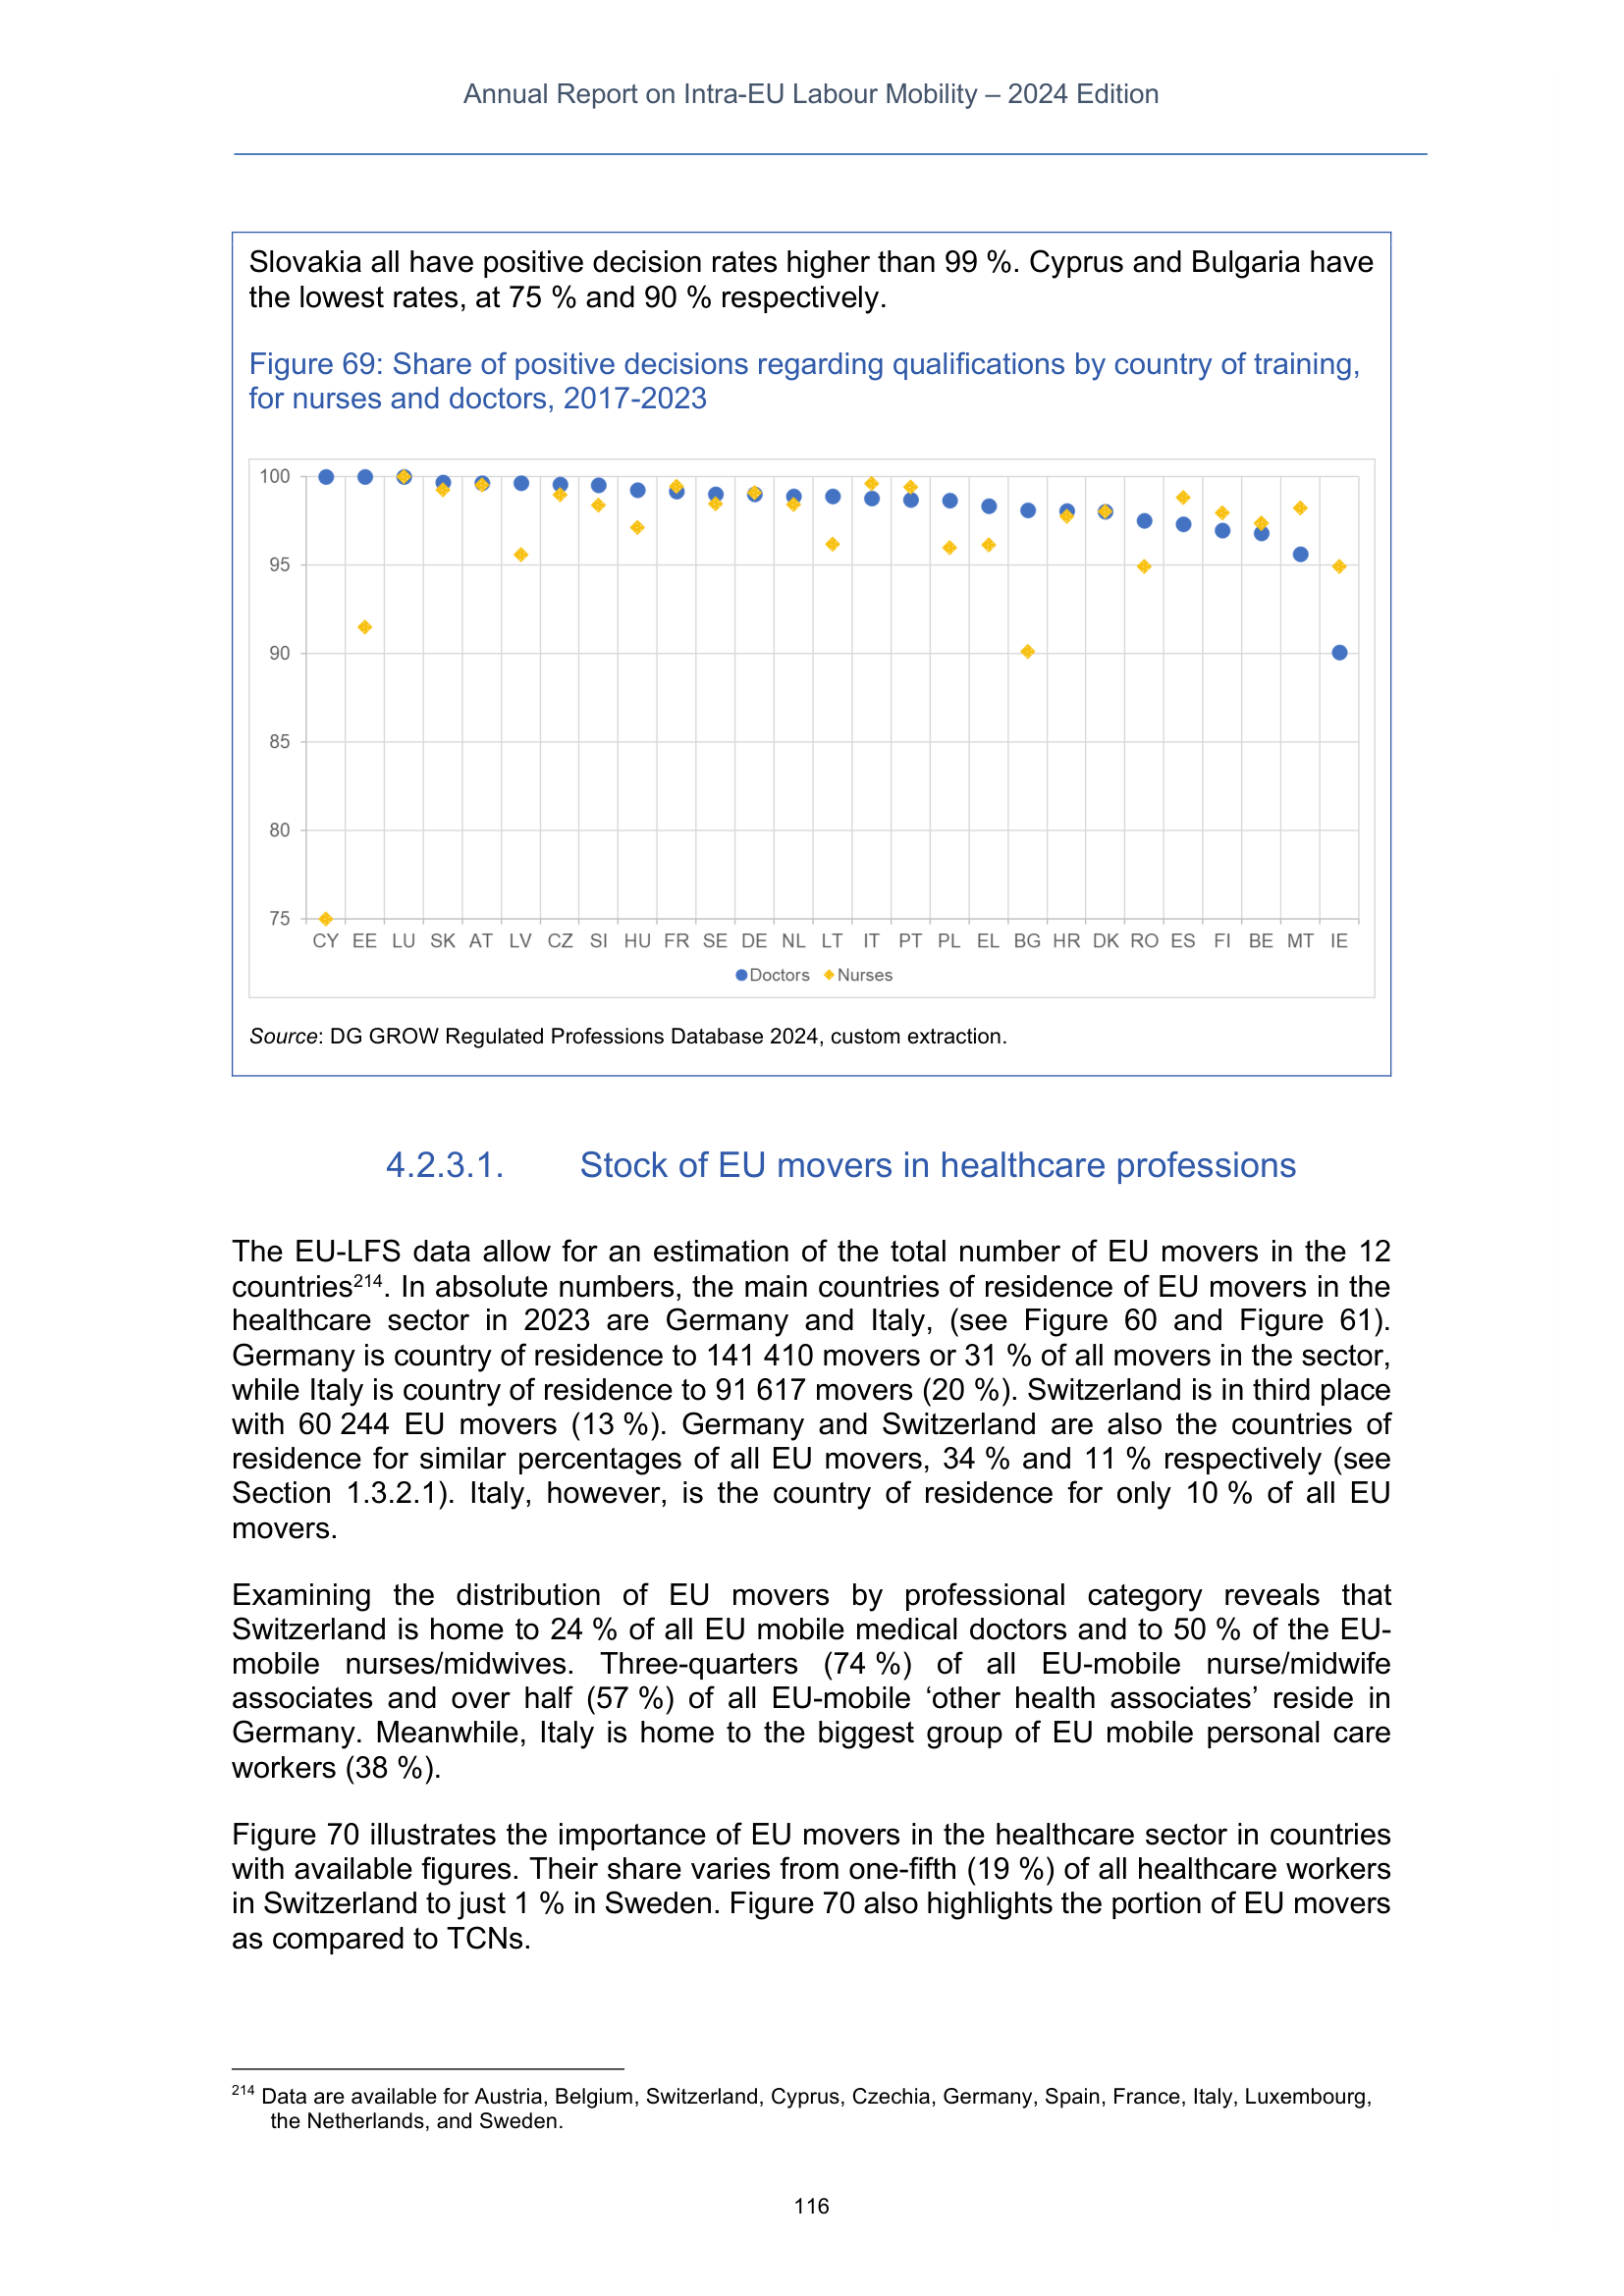 Annual Report on Intra-EU Labour Mobility – 2024 Edition
Slovakia all have positive decision rates higher than 99 %. Cyprus and Bulgaria have
the lowest rates, at 75 % and 90 % respectively.
Figure 69: Share of positive decisions regarding qualifications by country of training,
for nurses and doctors, 2017-2023
100
95
90
85
80
75
CY EE LU SK AT LV CZ SI HU FR SE DE NL LT IT PT PL EL BG HR DK RO ES FI BE MT IE
Doctors Nurses
Source: DG GROW Regulated Professions Database 2024, custom extraction.
4.2.3.1. Stock of EU movers in healthcare professions
The EU-LFS data allow for an estimation of the total number of EU movers in the 12
countries214. In absolute numbers, the main countries of residence of EU movers in the
healthcare sector in 2023 are Germany and Italy, (see Figure 60 and Figure 61).
Germany is country of residence to 141 410 movers or 31 % of all movers in the sector,
while Italy is country of residence to 91 617 movers (20 %). Switzerland is in third place
with 60 244 EU movers (13 %). Germany and Switzerland are also the countries of
residence for similar percentages of all EU movers, 34 % and 11 % respectively (see
Section 1.3.2.1). Italy, however, is the country of residence for only 10 % of all EU
movers.
Examining the distribution of EU movers by professional category reveals that
Switzerland is home to 24 % of all EU mobile medical doctors and to 50 % of the EU-
mobile nurses/midwives. Three-quarters (74 %) of all EU-mobile nurse/midwife
associates and over half (57 %) of all EU-mobile ‘other health associates’ reside in
Germany. Meanwhile, Italy is home to the biggest group of EU mobile personal care
workers (38 %).
Figure 70 illustrates the importance of EU movers in the healthcare sector in countries
with available figures. Their share varies from one-fifth (19 %) of all healthcare workers
in Switzerland to just 1 % in Sweden. Figure 70 also highlights the portion of EU movers
as compared to TCNs.
214 Data are available for Austria, Belgium, Switzerland, Cyprus, Czechia, Germany, Spain, France, Italy, Luxembourg,
the Netherlands, and Sweden.
116